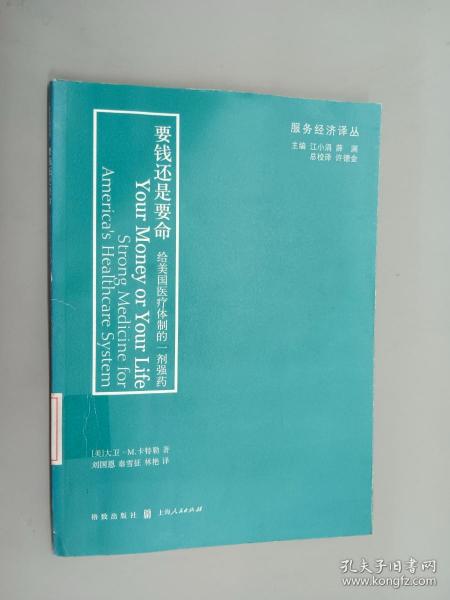 服务经济译丛
主编 江小涓 薛澜
总校译 许德金
要钱还是要命
给美国医疗体制的一剂强药
Your Money or Your Life
Strong Medicine for
America's Healthcare System
[美]大卫·M.卡特勒 著
刘国恩 秦雪征 林艳 译
格致出版社 上海人民出版社
孔夫子旧书网
www.kongfz.com